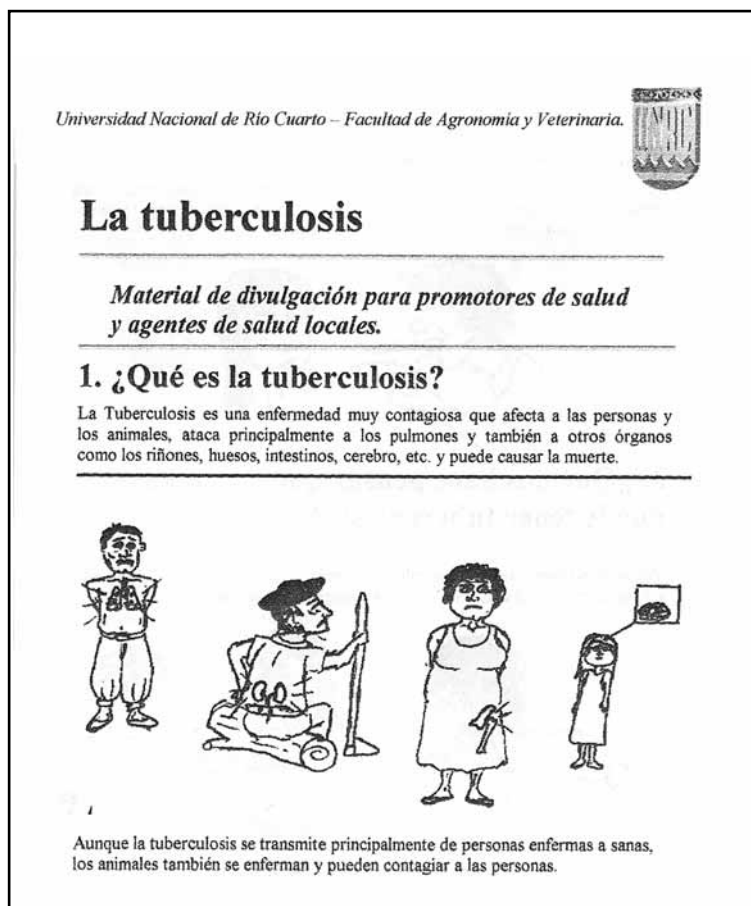 Universidad Nacional de Río Cuarto – Facultad de Agronomía y Veterinaria.
UNRC
La tuberculosis
Material de divulgación para promotores de salud
y agentes de salud locales.
1. ¿Qué es la tuberculosis?
La Tuberculosis es una enfermedad muy contagiosa que afecta a las personas y
los animales, ataca principalmente a los pulmones y también a otros órganos
como los riñones, huesos, intestinos, cerebro, etc. y puede causar la muerte.
Aunque la tuberculosis se transmite principalmente de personas enfermas a sanas,
los animales también se enferman y pueden contagiar a las personas.